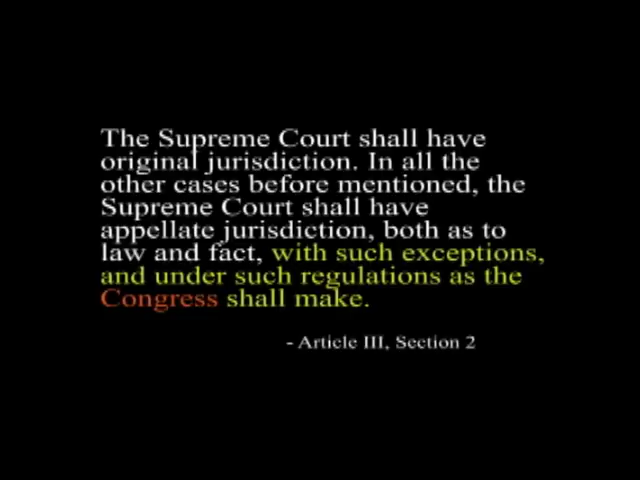 The Supreme Court shall have
original jurisdiction. In all the
other cases before mentioned, the
Supreme Court shall have
appellate jurisdiction, both as to
law and fact, with such exceptions,
and under such regulations as the
Congress shall make.
- Article III, Section 2